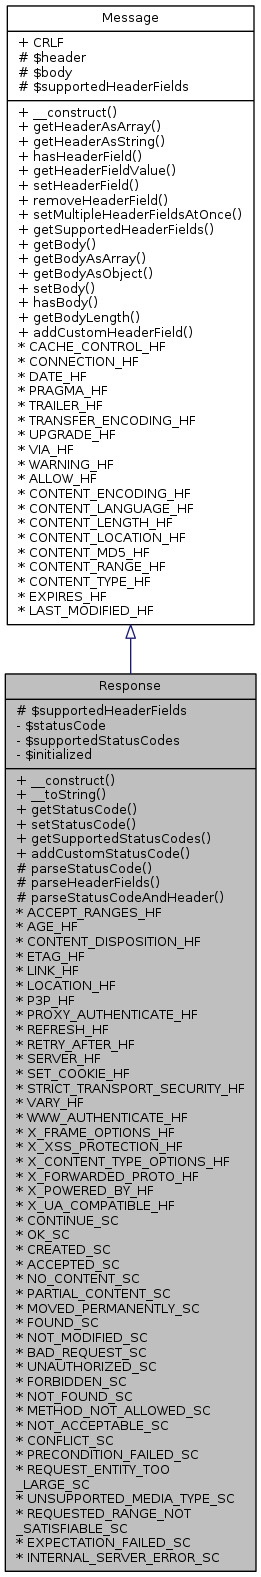 Message
+ CRLF
# $header
# $body
# $supportedHeaderFields
+ __construct()
+ getHeaderAsArray()
+ getHeaderAsString()
+ hasHeaderField()
+ getHeaderFieldValue()
+ setHeaderField()
+ removeHeaderField()
+ setMultipleHeaderFieldsAtOnce()
+ getSupportedHeaderFields()
+ getBody()
+ getBodyAsArray()
+ getBodyAsObject()
+ setBody()
+ hasBody()
+ getBodyLength()
+ addCustomHeaderField()
* CACHE_CONTROL_HF
* CONNECTION_HF
* DATE_HF
* PRAGMA_HF
* TRAILER_HF
* TRANSFER_ENCODING_HF
* UPGRADE_HF
* VIA_HF
* WARNING_HF
* ALLOW_HF
* CONTENT_ENCODING_HF
* CONTENT_LANGUAGE_HF
* CONTENT_LENGTH_HF
* CONTENT_LOCATION_HF
* CONTENT_MD5_HF
* CONTENT_RANGE_HF
* CONTENT_TYPE_HF
* EXPIRES_HF
* LAST_MODIFIED_HF
Response
# $supportedHeaderFields
- $statusCode
- $supportedStatusCodes
- $initialized
+ __construct()
+ __toString()
+ getStatusCode()
+ setStatusCode()
+ getSupportedStatusCodes()
+ addCustomStatusCode()
# parseStatusCode()
# parseHeaderFields()
# parseStatusCodeAndHeader()
* ACCEPT_RANGES_HF
* AGE_HF
* CONTENT_DISPOSITION_HF
* ETAG_HF
* LINK_HF
* LOCATION_HF
* P3P_HF
* PROXY_AUTHENTICATE_HF
* REFRESH_HF
* RETRY_AFTER_HF
* SERVER_HF
* SET_COOKIE_HF
* STRICT_TRANSPORT_SECURITY_HF
* VARY_HF
* WWW_AUTHENTICATE_HF
* X_FRAME_OPTIONS_HF
* X_XSS_PROTECTION_HF
* X_CONTENT_TYPE_OPTIONS_HF
* X_FORWARDED_PROTO_HF
* X_POWERED_BY_HF
* X_UA_COMPATIBLE_HF
* CONTINUE_SC
* OK_SC
* CREATED_SC
* ACCEPTED_SC
* NO_CONTENT_SC
* PARTIAL_CONTENT_SC
* MOVED_PERMANENTLY_SC
* FOUND_SC
* NOT_MODIFIED_SC
* BAD_REQUEST_SC
* UNAUTHORIZED_SC
* FORBIDDEN_SC
* NOT_FOUND_SC
* METHOD_NOT_ALLOWED_SC
* NOT_ACCEPTABLE_SC
* CONFLICT_SC
* PRECONDITION_FAILED_SC
* REQUEST_ENTITY_TOO
_LARGE_SC
* UNSUPPORTED_MEDIA_TYPE_SC
* REQUESTED_RANGE_NOT
_SATISFIABLE_SC
* EXPECTATION_FAILED_SC
* INTERNAL_SERVER_ERROR_SC